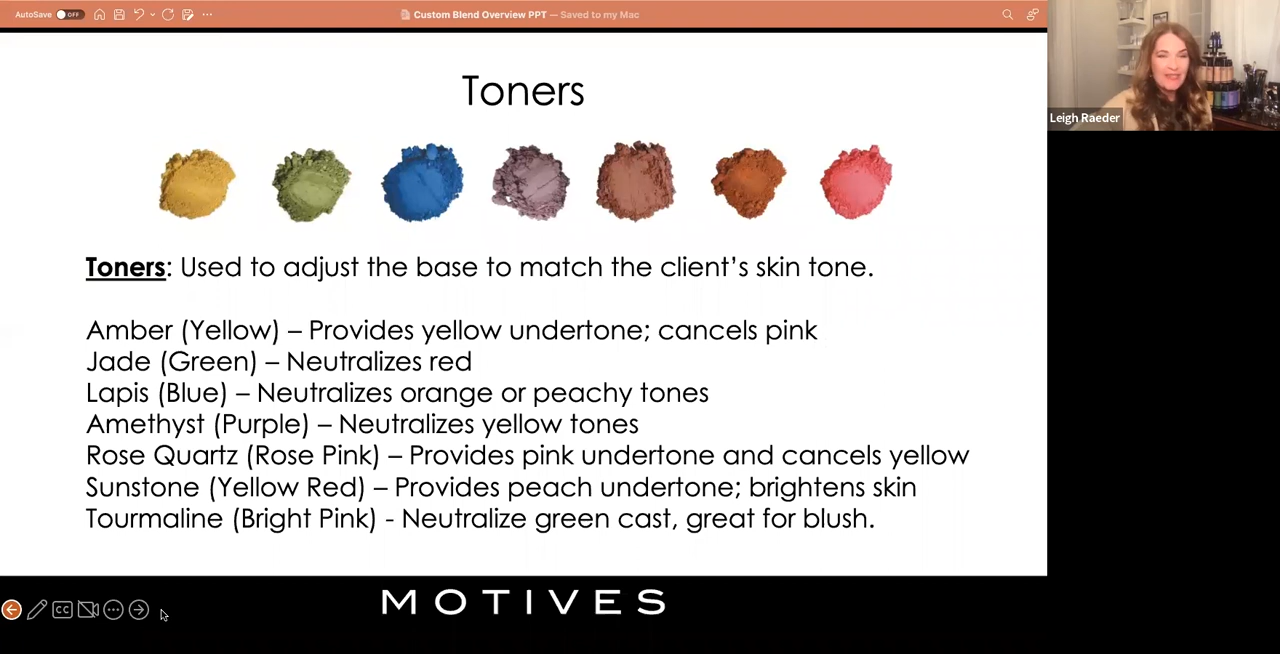 AutoSave OFF
Custom Blend Overview PPT — Saved to my Mac
Leigh Raeder
Toners
Toners: Used to adjust the base to match the client’s skin tone.
Amber (Yellow) – Provides yellow undertone; cancels pink
Jade (Green) – Neutralizes red
Lapis (Blue) – Neutralizes orange or peachy tones
Amethyst (Purple) – Neutralizes yellow tones
Rose Quartz (Rose Pink) – Provides pink undertone and cancels yellow
Sunstone (Yellow Red) – Provides peach undertone; brightens skin
Tourmaline (Bright Pink) - Neutralize green cast, great for blush.
CC
MOTIVES